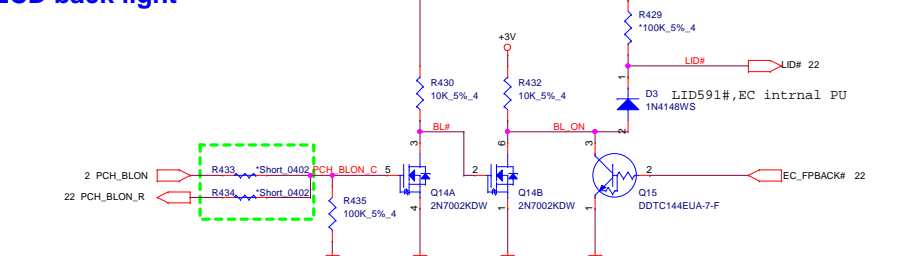 LCD back light
R429
*100K_5%_4
+3V
LID#
LID# 22
1
R430
10K_5%_4
R432
10K_5%_4
D3
1N4148WS
LID591#,EC intrnal PU
BL#
BL_ON
2
3
6
3
2 PCH_BLON
R433
*Short_0402
PCH_BLON_C
5
2
2
EC_FPBACK# 22
22 PCH_BLON_R
R434
*Short_0402
R435
100K_5%_4
Q14A
2N7002KDW
Q14B
2N7002KDW
Q15
DDTC144EUA-7-F
4
1
1